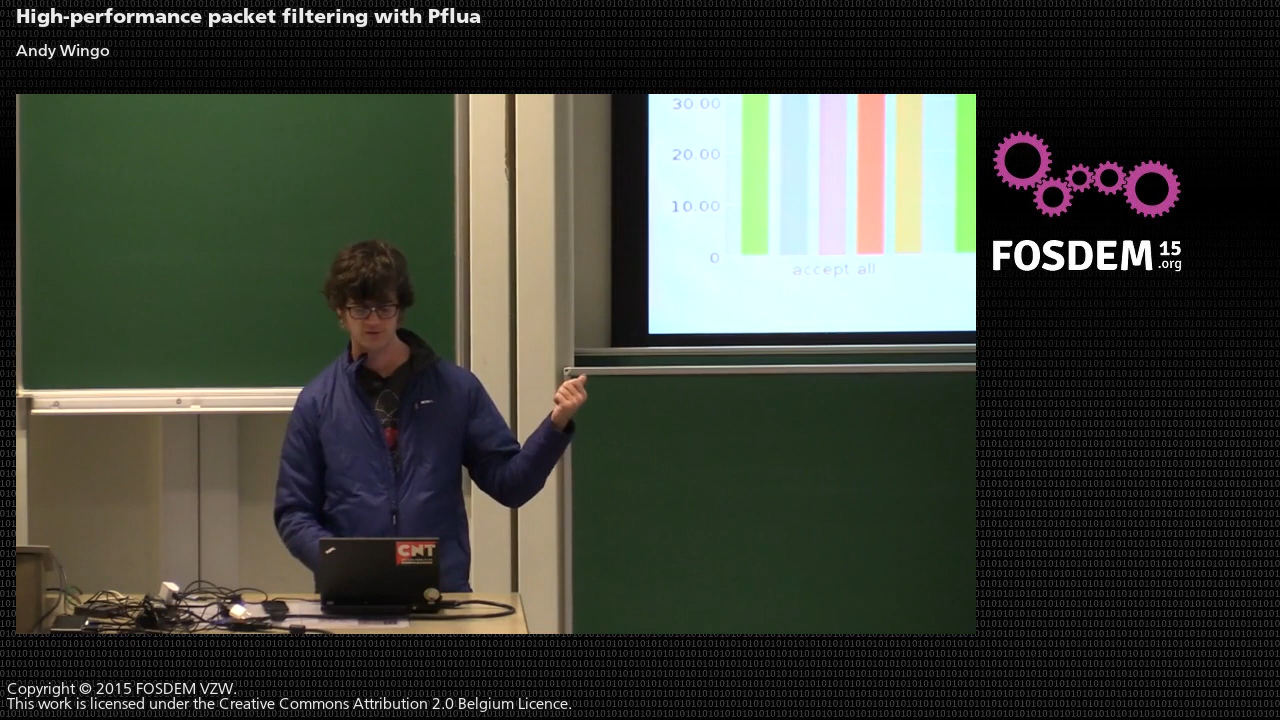 High-performance packet filtering with Pflua
Andy Wingo
30.00
20.00
10.00
0
accept all
FOSDEM 15
.org
CNT
Copyright © 2015 FOSDEM VZW.
This work is licensed under the Creative Commons Attribution 2.0 Belgium Licence.